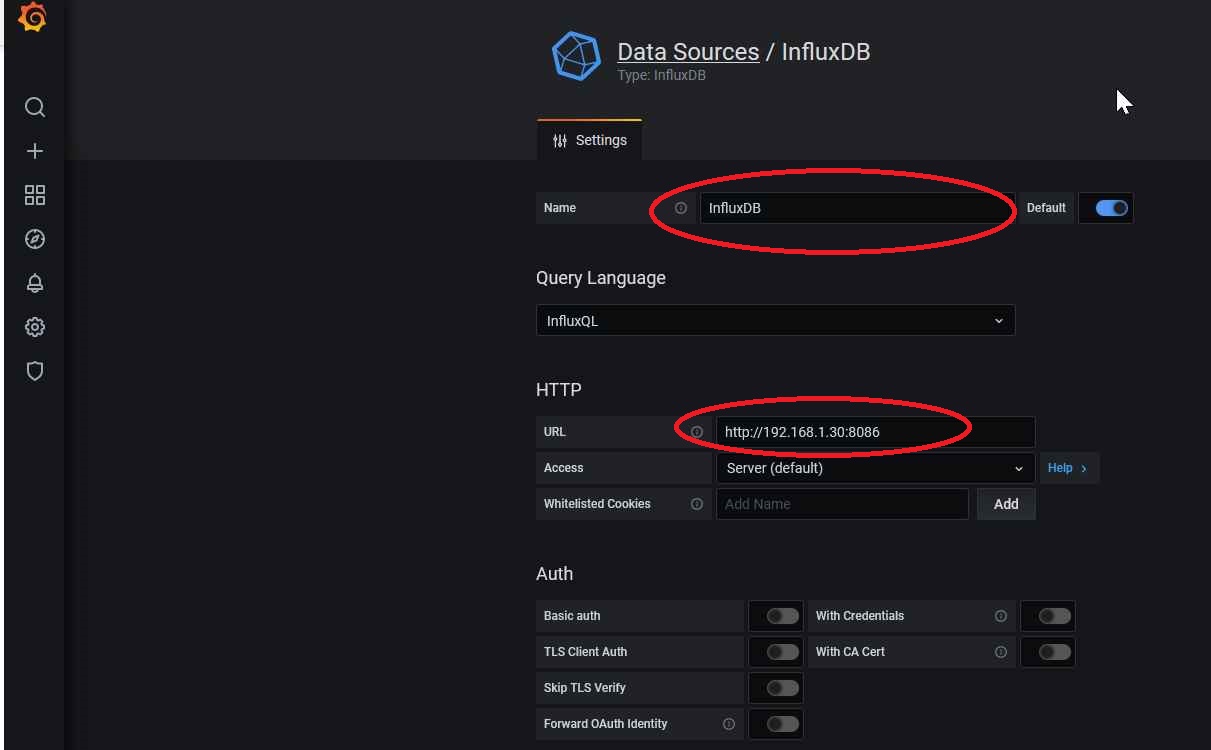 Data Sources / InfluxDB
Type: InfluxDB
Settings
Name InfluxDB Default
Query Language
InfluxQL
HTTP
URL http://192.168.1.30:8086
Access Server (default) Help
Whitelisted Cookies Add Name Add
Auth
Basic auth With Credentials
TLS Client Auth With CA Cert
Skip TLS Verify
Forward OAuth Identity